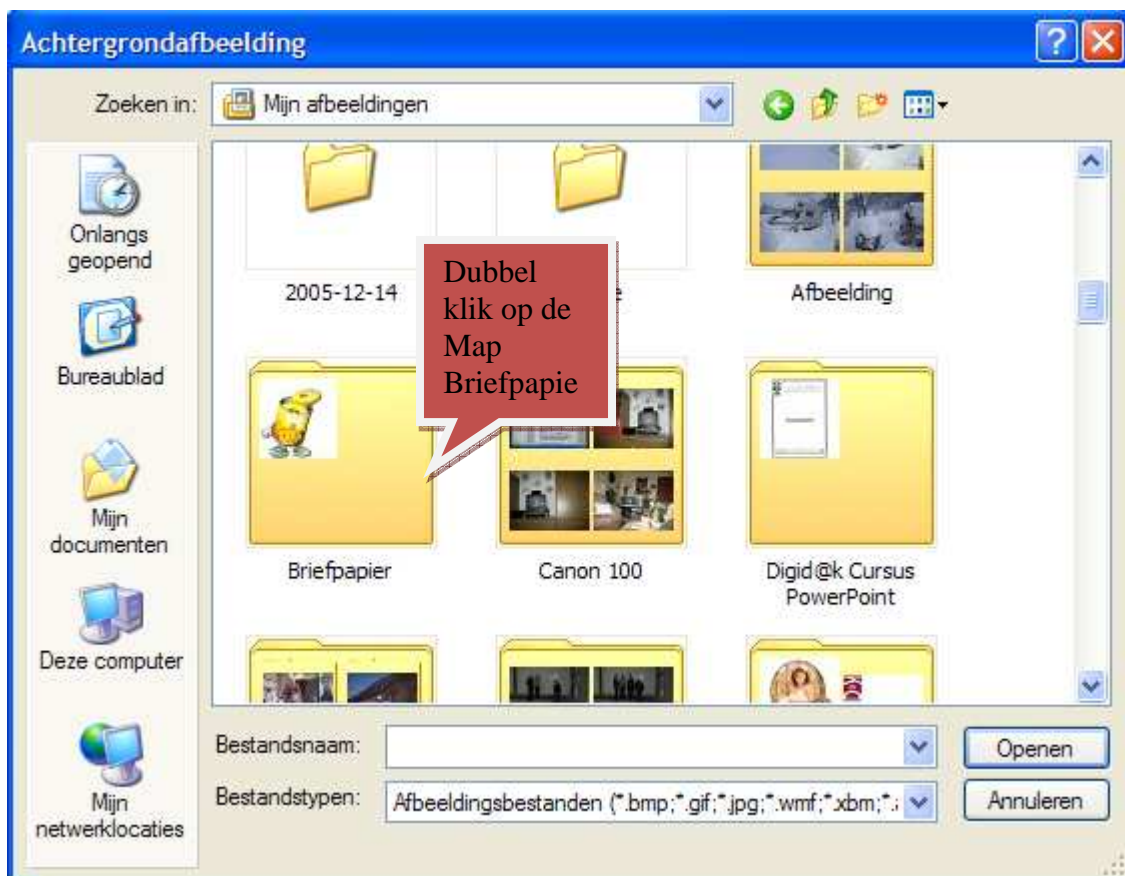 Achtergrondafbeelding
Zoeken in: Mijn afbeeldingen
Onlangs
geopend
Bureaublad
Mijn
documenten
Deze computer
Mijn
netwerklocaties
2005-12-14
Afbeelding
Dubbel
klik op de
Map
Briefpapie
Briefpapier
Canon 100
Digid@k Cursus
PowerPoint
Bestandsnaam:
Openen
Bestandstypen: Afbeeldingsbestanden (*.bmp;*.gif;*.jpg;*.wmf;*.xbm;*.
Annuleren